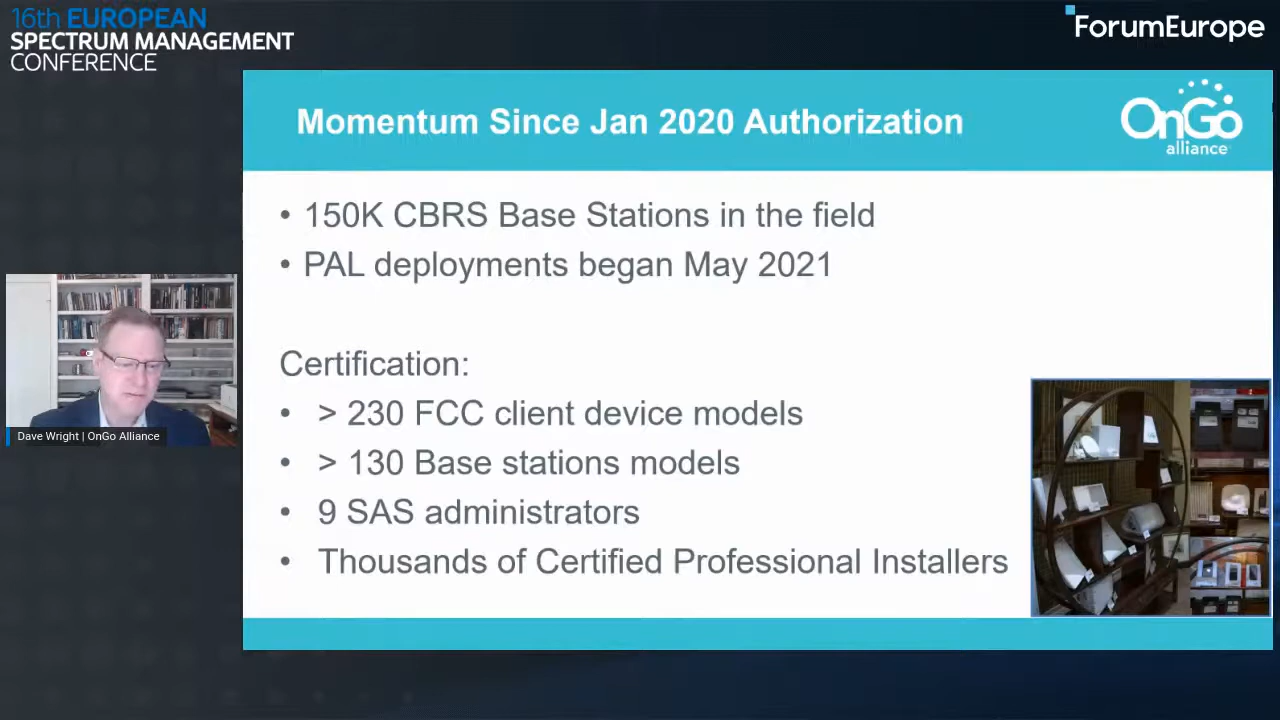 16th EUROPEAN
SPECTRUM MANAGEMENT
CONFERENCE
ForumEurope
Momentum Since Jan 2020 Authorization
OnGo
alliance
• 150K CBRS Base Stations in the field
• PAL deployments began May 2021
Certification:
• > 230 FCC client device models
• > 130 Base stations models
• 9 SAS administrators
• Thousands of Certified Professional Installers
Dave Wright | OnGo Alliance